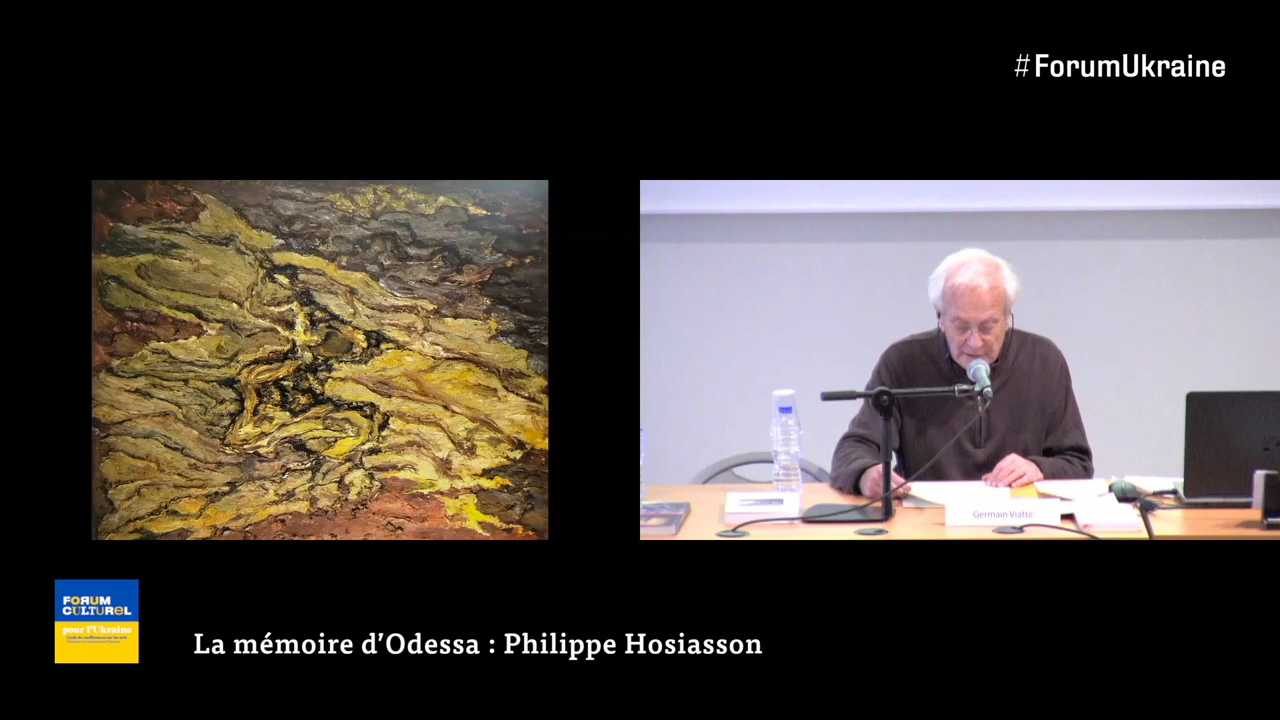 #ForumUkraine
Germain Viatte
FORUM
CULTUREL
pour l'Ukraine
La mémoire d'Odessa : Philippe Hosiasson